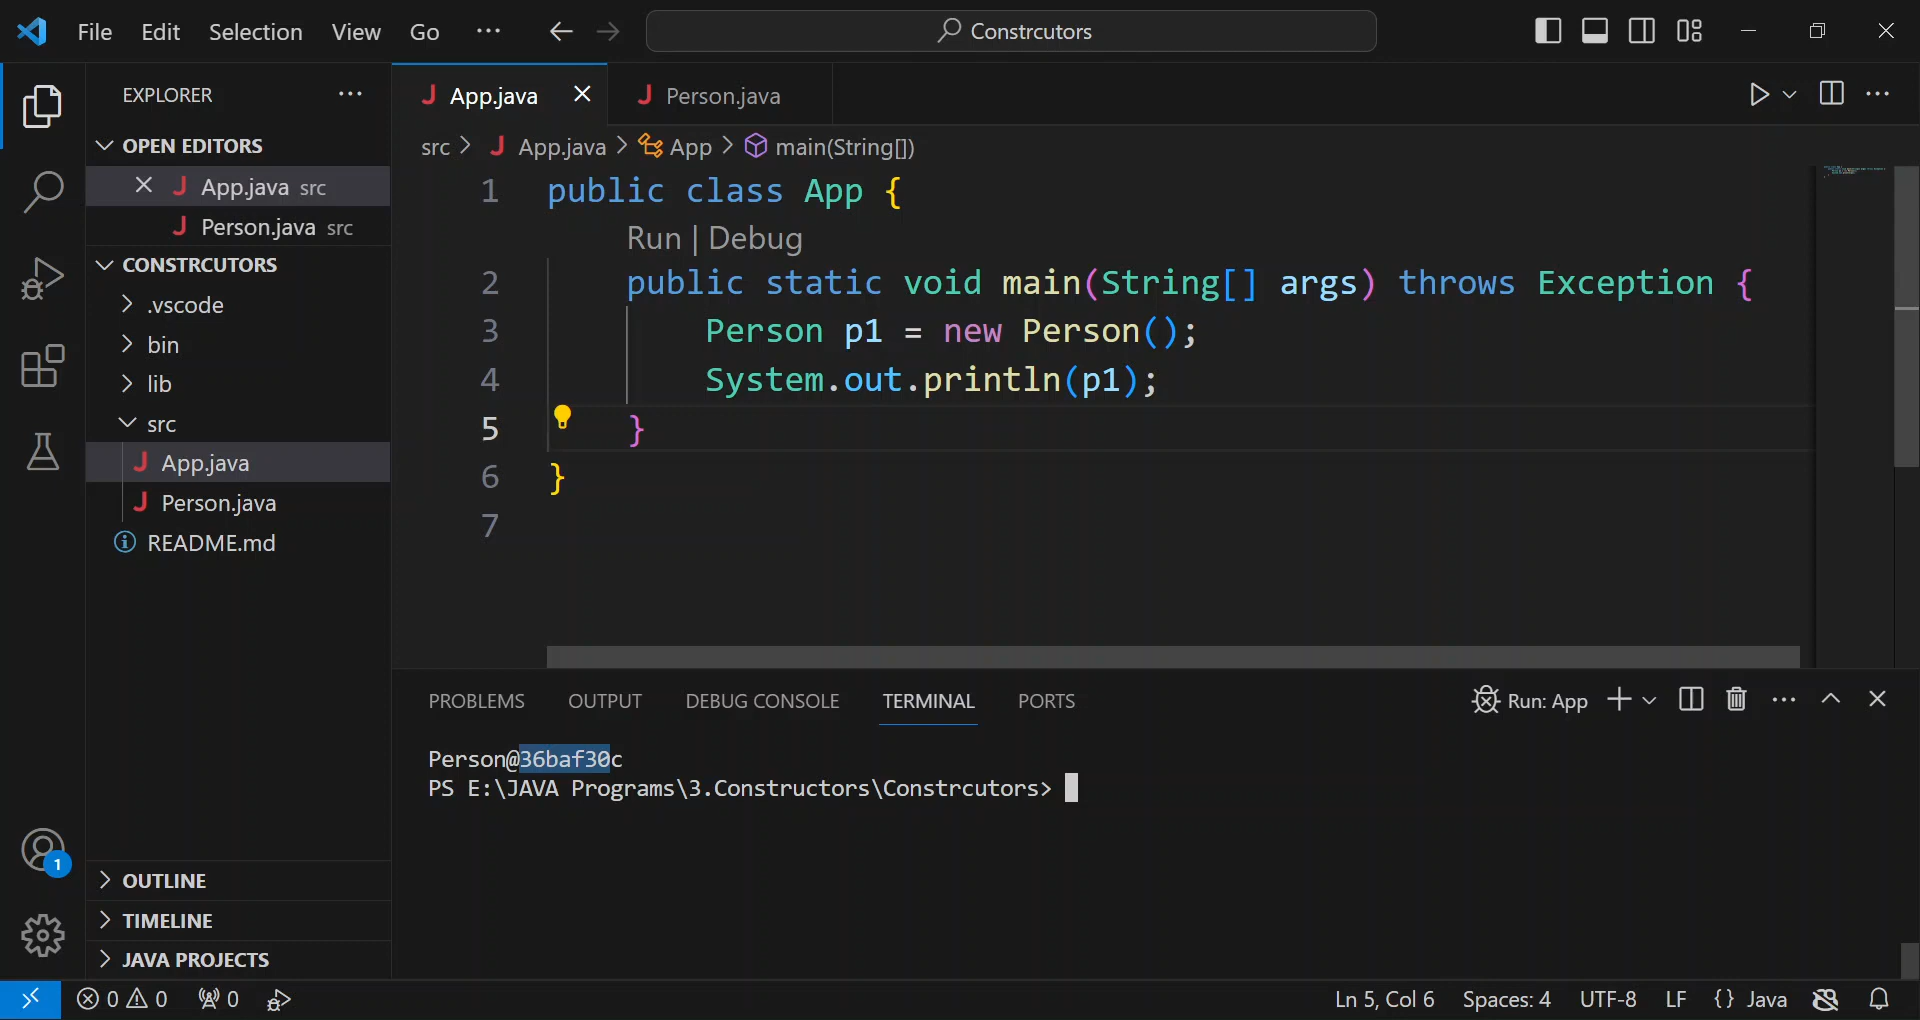 File Edit Selection View Go ··· Constrcutors
EXPLORER ···
OPEN EDITORS
App.java src
Person.java src
CONSTRCUTORS
.vscode
bin
lib
src
App.java
Person.java
README.md
OUTLINE
TIMELINE
JAVA PROJECTS
1
App.java Person.java
src > App.java > App > main(String[])
1 public class App {
Run | Debug
2 public static void main(String[] args) throws Exception {
3 Person p1 = new Person();
4 System.out.println(p1);
5 }
6 }
7
PROBLEMS OUTPUT DEBUG CONSOLE TERMINAL PORTS Run: App
Person@36baf30c
PS E:\JAVA Programs\3.Constructors\Constrcutors>
0 0 0 Ln 5, Col 6 Spaces: 4 UTF-8 LF {} Java